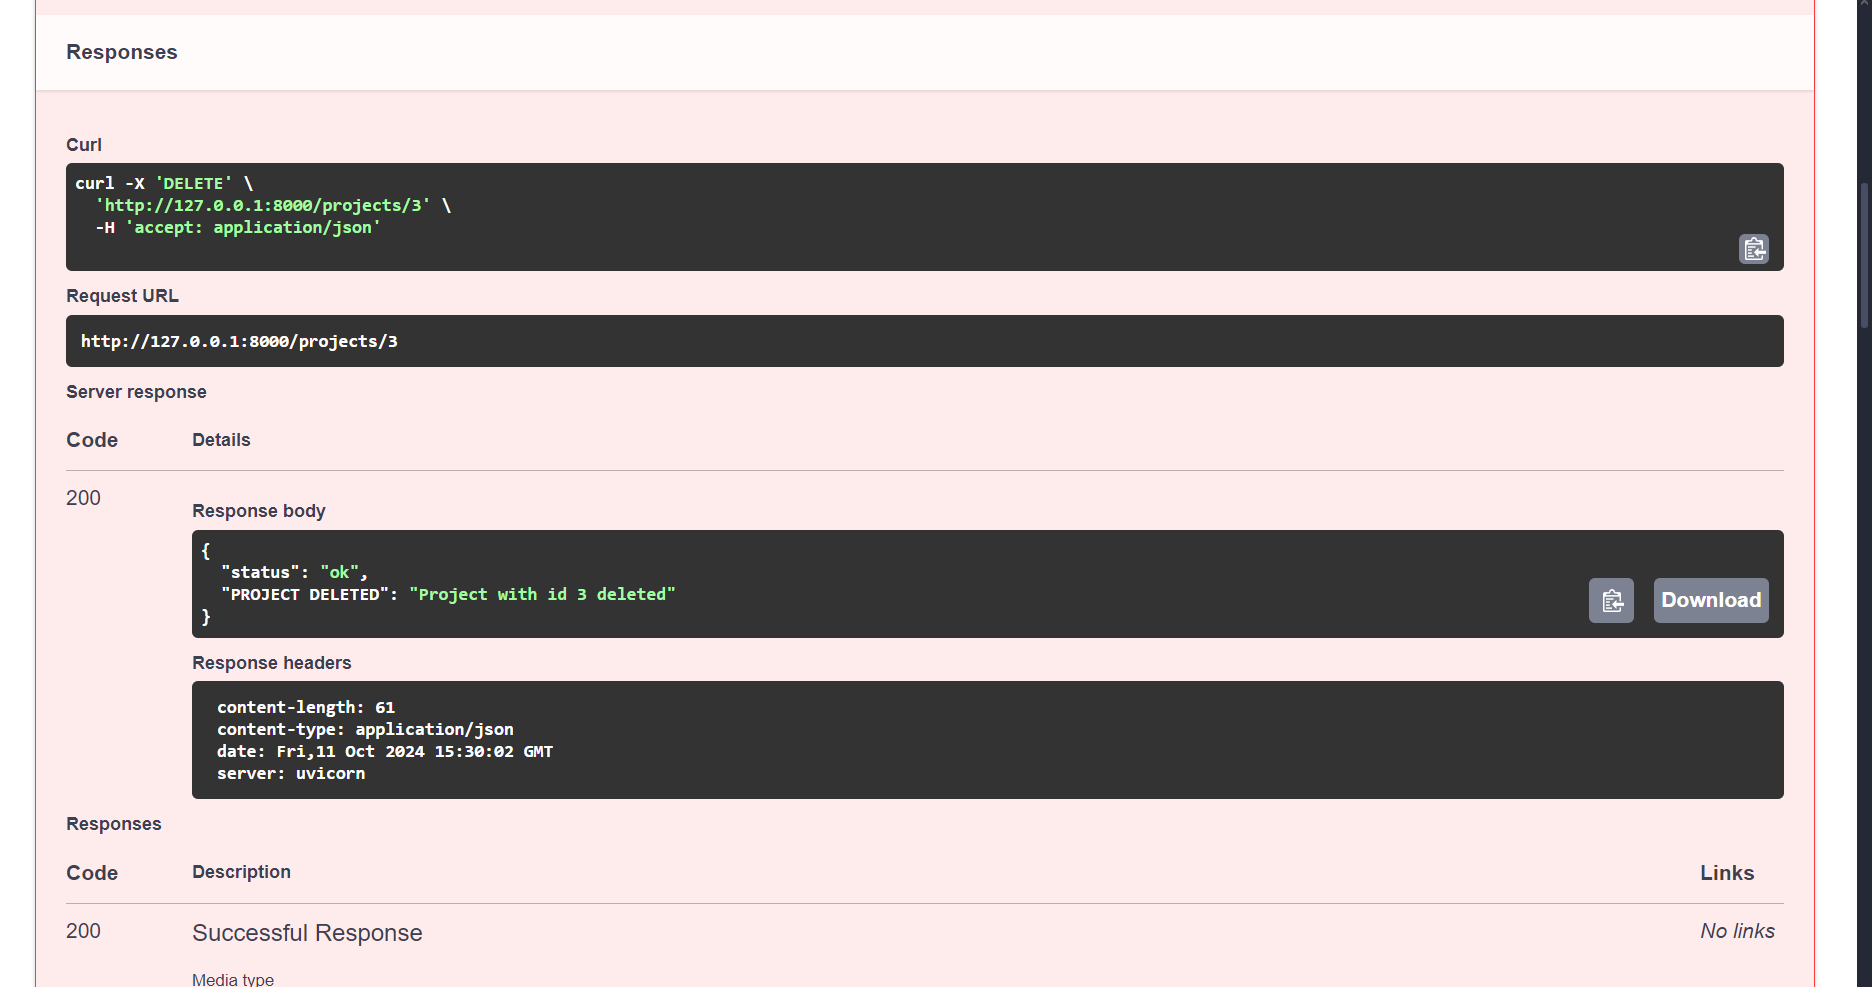 Responses
Curl
curl -X 'DELETE' \
'http://127.0.0.1:8000/projects/3' \
-H 'accept: application/json'
Request URL
http://127.0.0.1:8000/projects/3
Server response
Code Details
200
Response body
{
"status": "ok",
"PROJECT DELETED": "Project with id 3 deleted"
}
Download
Response headers
content-length: 61
content-type: application/json
date: Fri,11 Oct 2024 15:30:02 GMT
server: uvicorn
Responses
Code Description Links
200 Successful Response No links
Media type